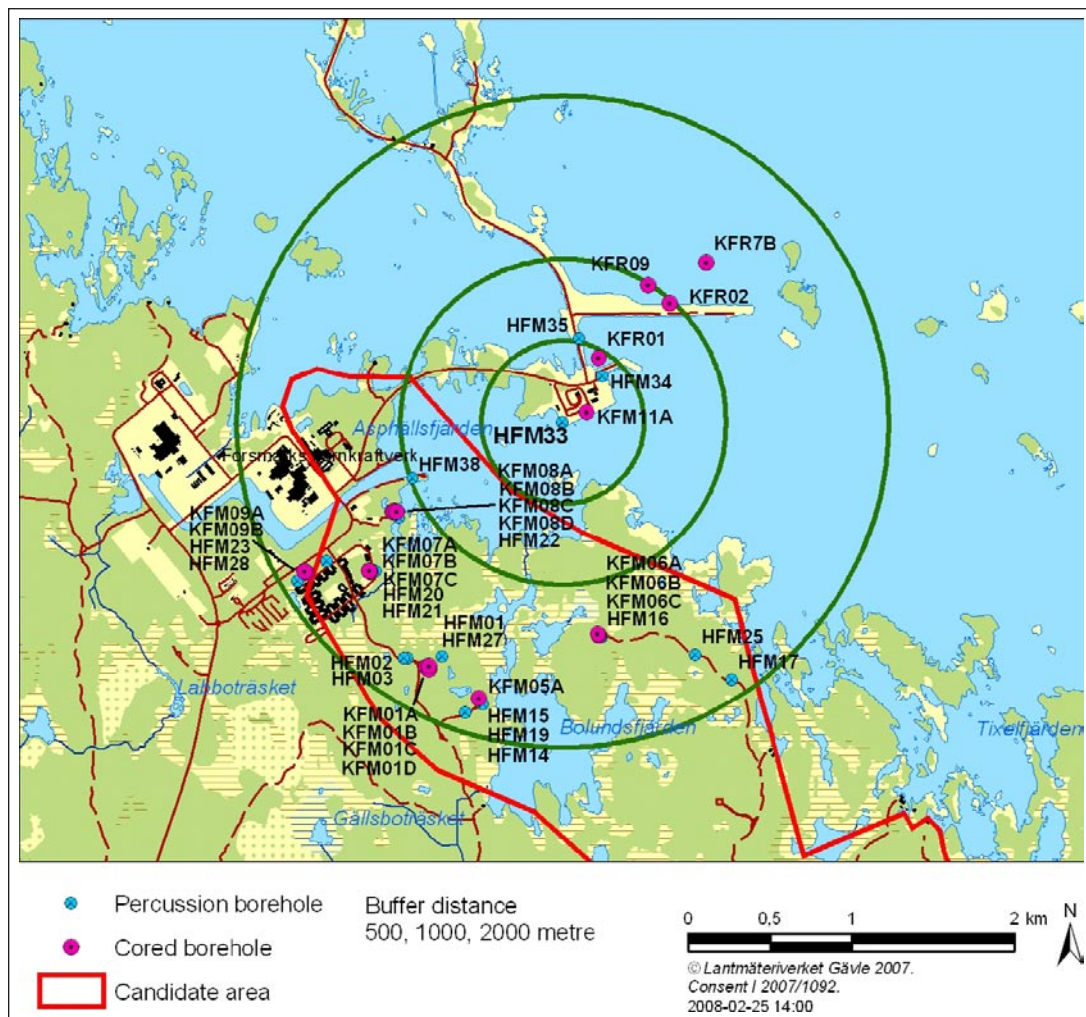 KFR7B
KFR09
KFR02
HFM35
KFR01
HFM34
KFM11A
HFM33
Asphällsfjärden
Forsmarks kärnkraftverk
HFM38
KFM08A
KFM08B
KFM08C
KFM08D
HFM22
KFM09A
KFM09B
HFM23
HFM28
KFM07A
KFM07B
KFM07C
HFM20
HFM21
KFM06A
KFM06B
KFM06C
HFM16
HFM01
HFM27
HFM25
HFM17
HFM02
HFM03
Labboträsket
KFM05A
KFM01A
KFM01B
KFM01C
KFM01D
HFM15
HFM19
HFM14
Bolundsfjärden
Tixelfjärden
Gällsboträsket
Percussion borehole
Cored borehole
Candidate area
Buffer distance
500, 1000, 2000 metre
0 0,5 1 2 km
N
© Lantmäteriverket Gävle 2007.
Consent I 2007/1092.
2008-02-25 14:00